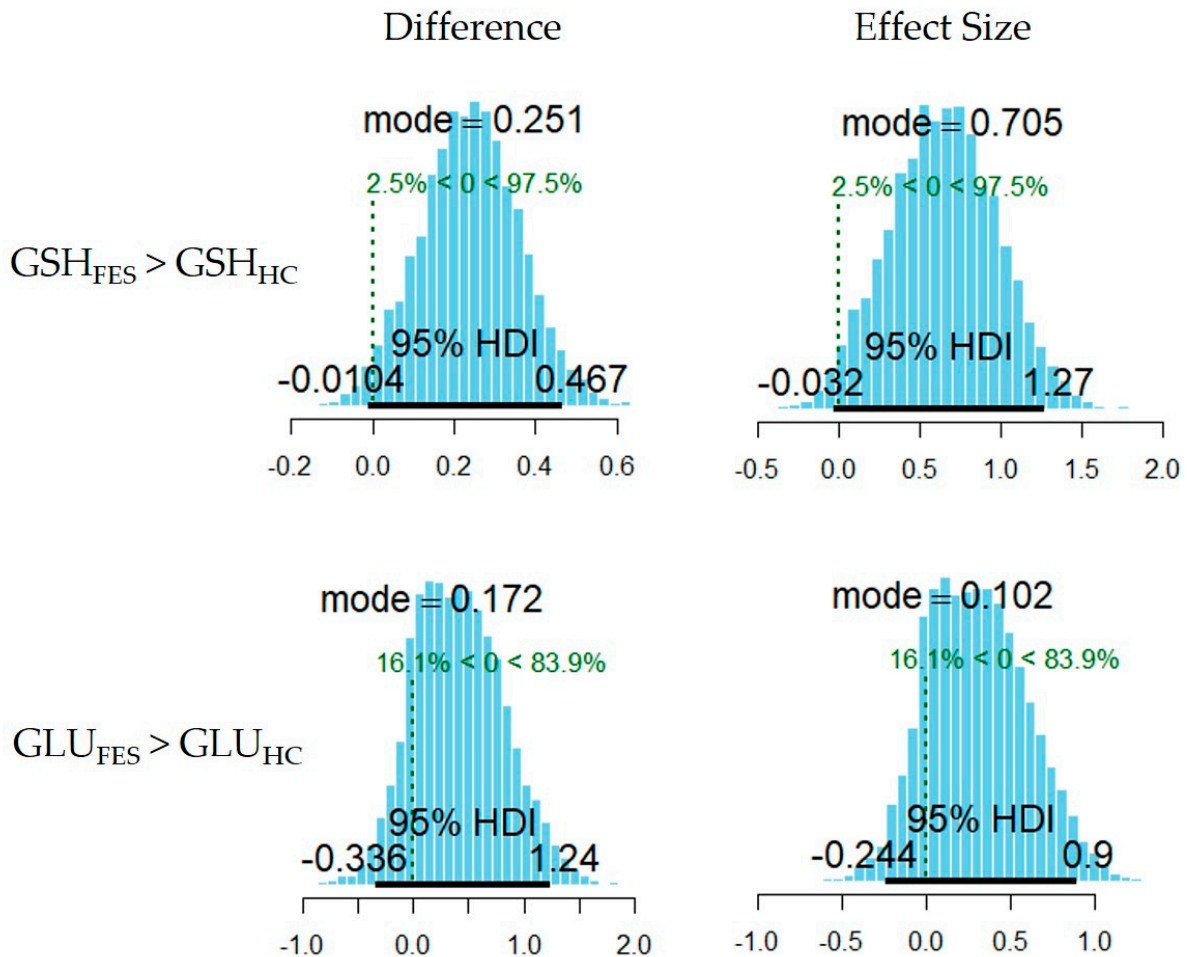 Difference Effect Size
mode = 0.251 mode = 0.705
2.5% < 0 < 97.5% 2.5% < 0 < 97.5%
GSH_FES > GSH_HC
95% HDI 95% HDI
-0.0104 0.467 -0.032 1.27
-0.2 0.0 0.2 0.4 0.6 -0.5 0.0 0.5 1.0 1.5 2.0
mode = 0.172 mode = 0.102
16.1% < 0 < 83.9% 16.1% < 0 < 83.9%
GLU_FES > GLU_HC
95% HDI 95% HDI
-0.336 1.24 -0.244 0.9
-1.0 0.0 1.0 2.0 -1.0 -0.5 0.0 0.5 1.0